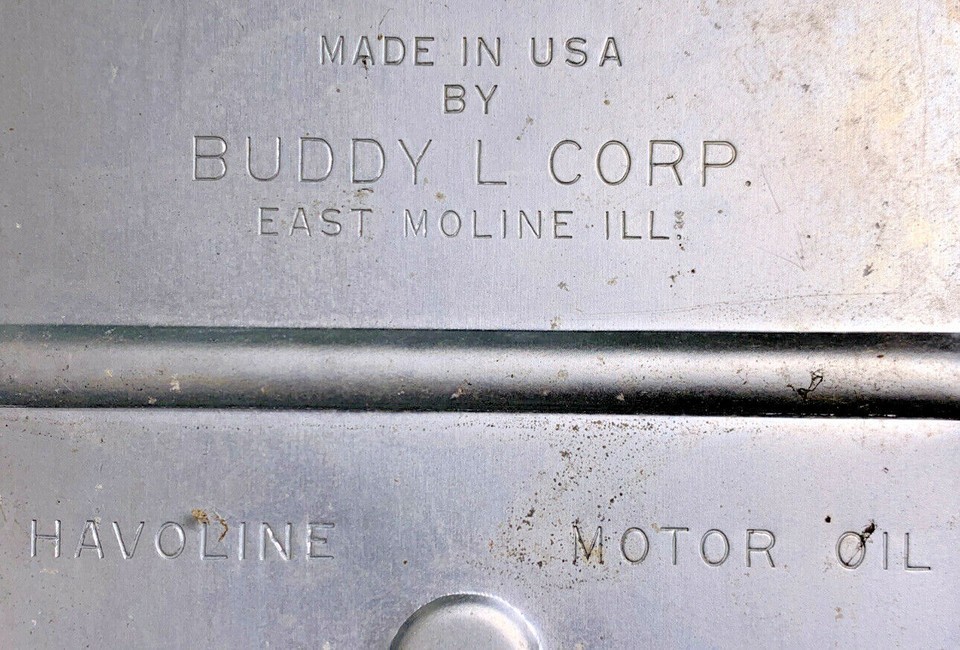 MADE IN USA
BY
BUDDY L CORP.
EAST MOLINE ILL.
HAVOLINE MOTOR OIL